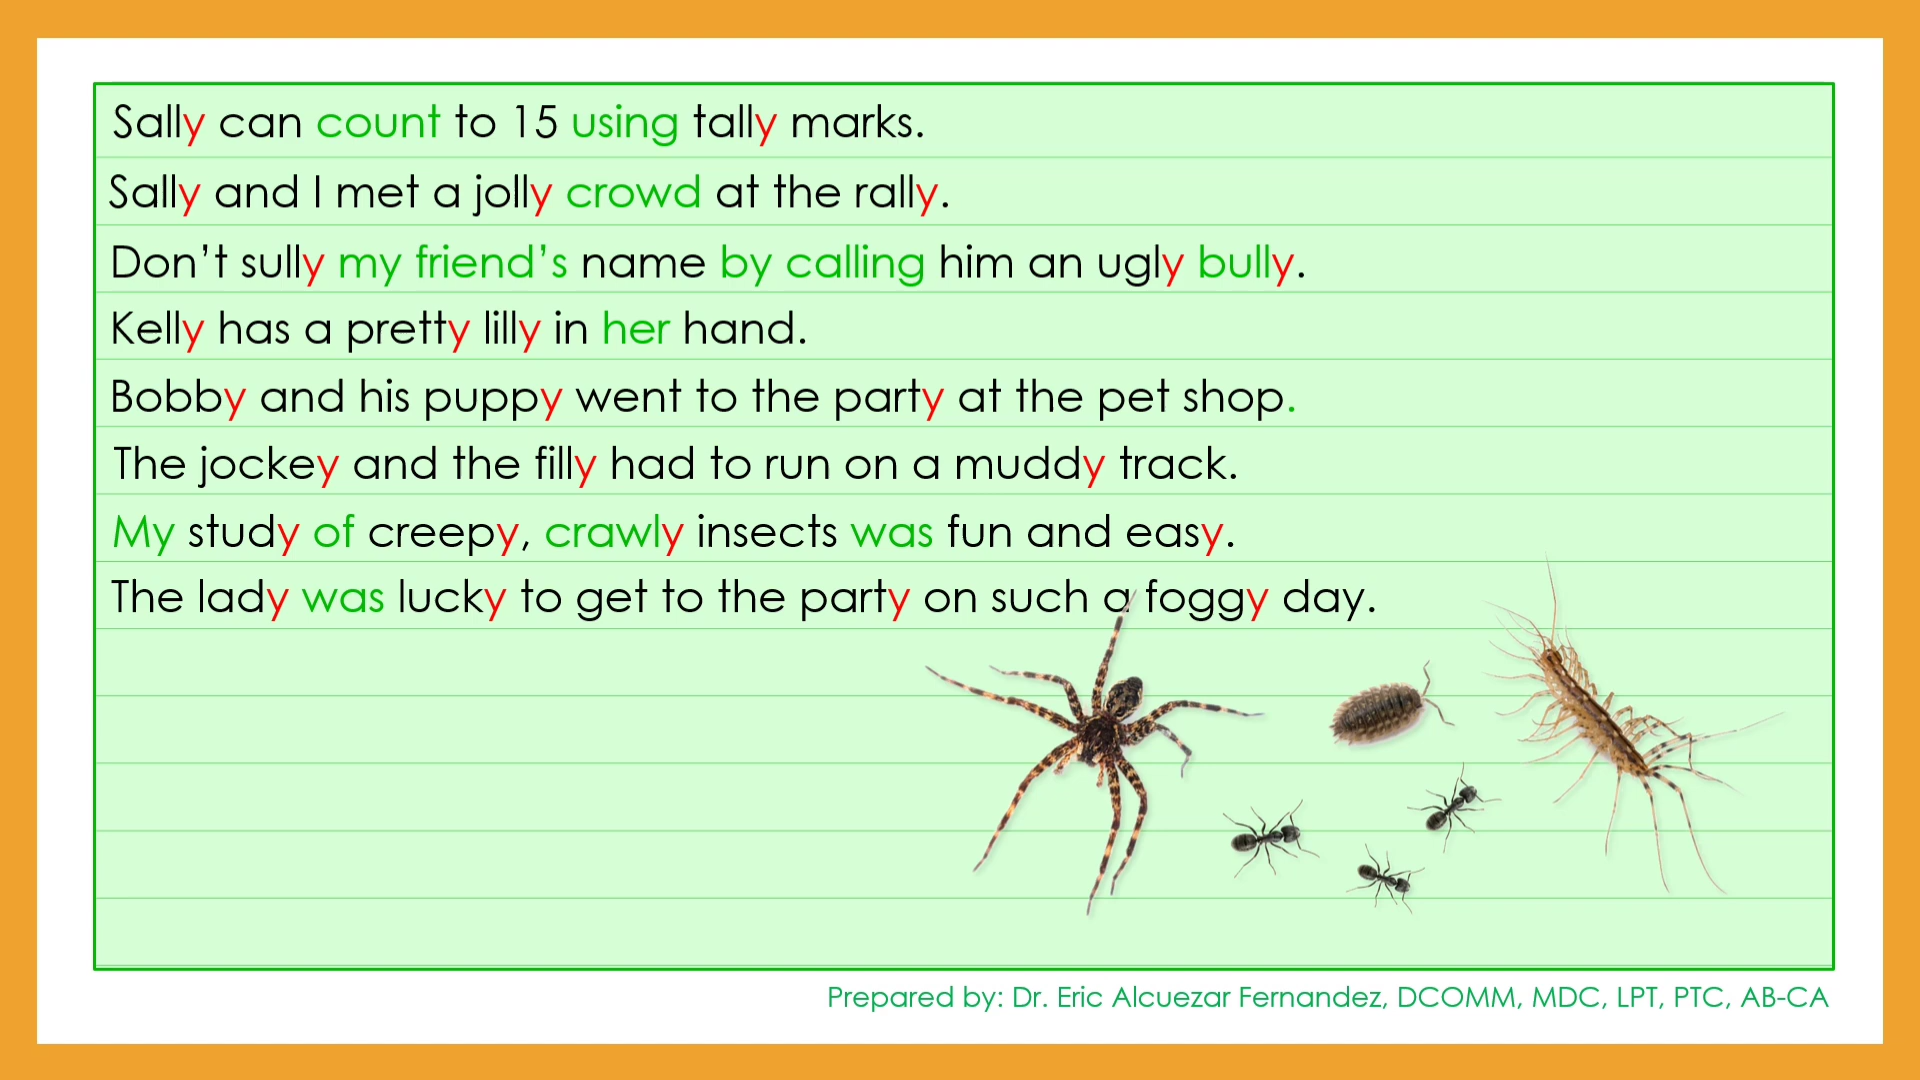 Sally can count to 15 using tally marks.
Sally and I met a jolly crowd at the rally.
Don’t sully my friend’s name by calling him an ugly bully.
Kelly has a pretty lilly in her hand.
Bobby and his puppy went to the party at the pet shop.
The jockey and the filly had to run on a muddy track.
My study of creepy, crawly insects was fun and easy.
The lady was lucky to get to the party on such a foggy day.
Prepared by: Dr. Eric Alcuezar Fernandez, DCOMM, MDC, LPT, PTC, AB-CA